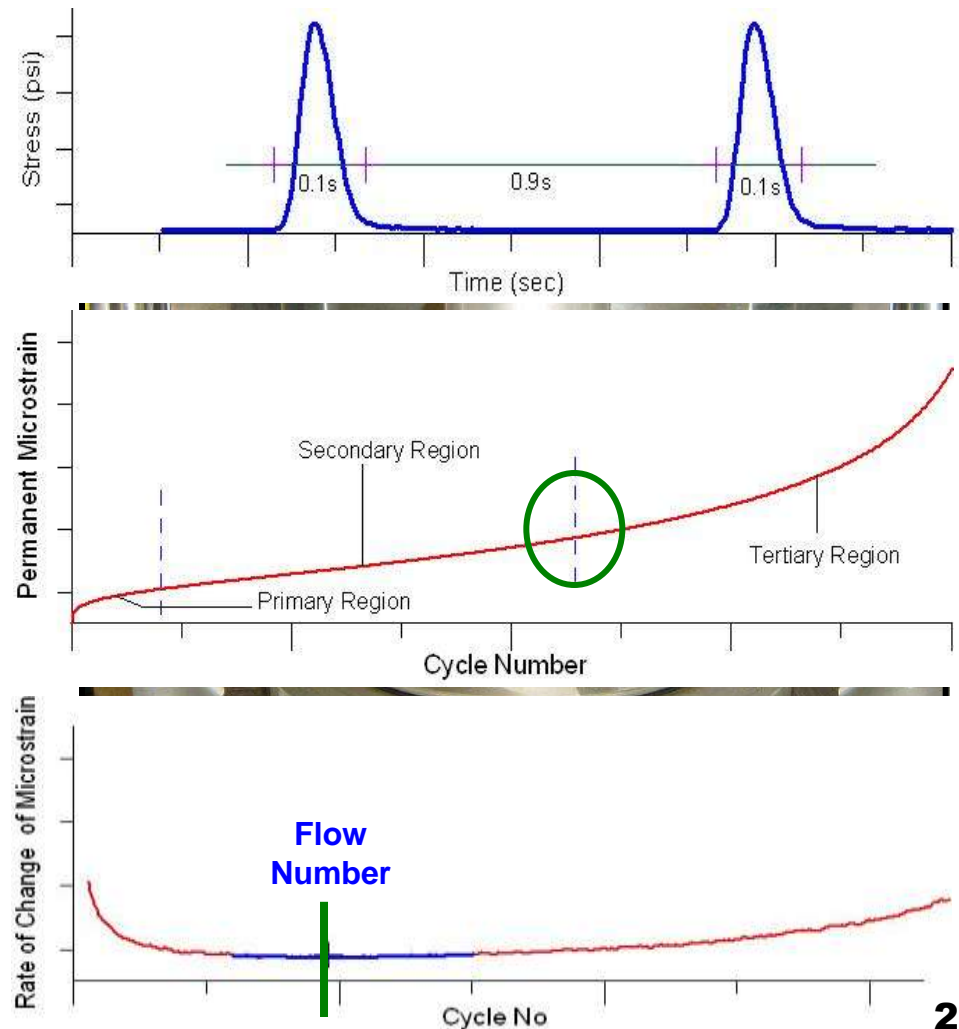 Stress (psi)
0.1s
0.9s
0.1s
Time (sec)
Permanent Microstrain
Secondary Region
Tertiary Region
Primary Region
Cycle Number
Rate of Change of Microstrain
Flow
Number
Cycle No
2